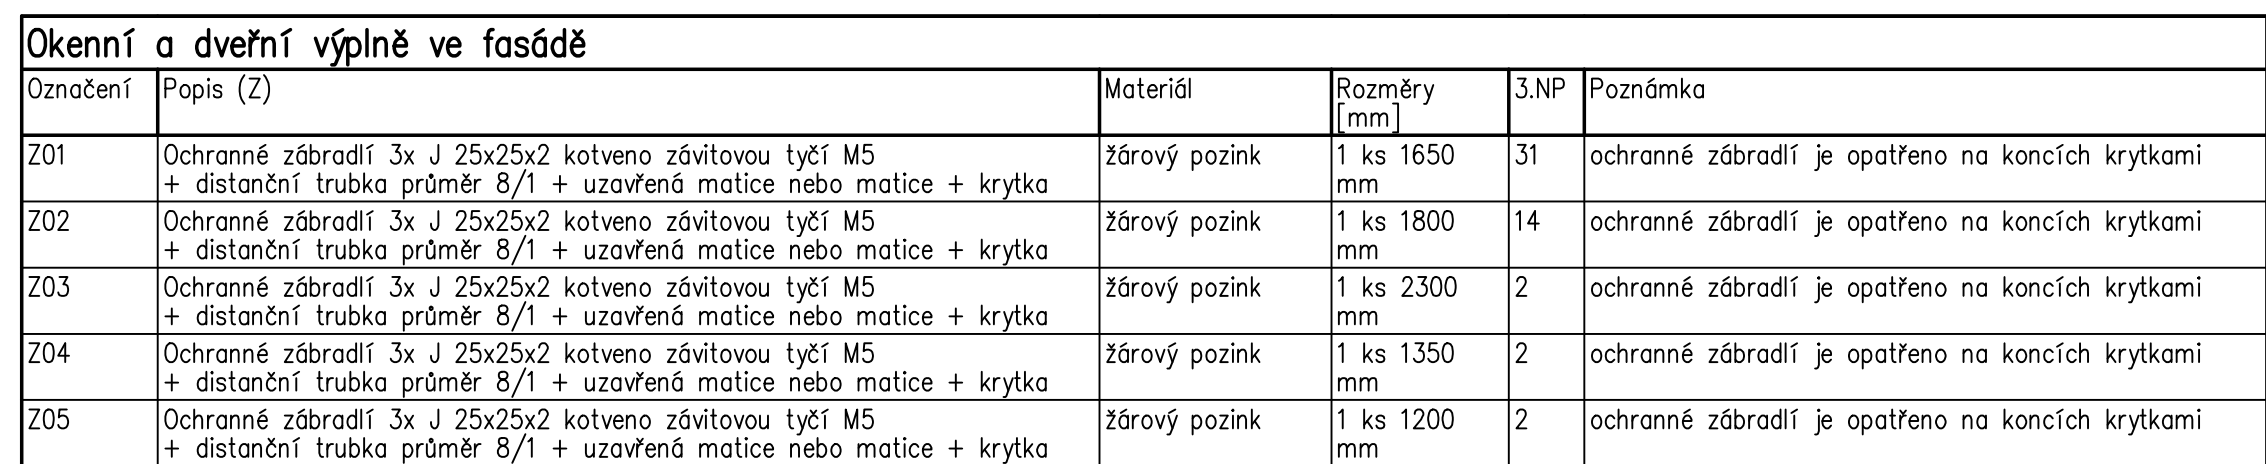 Okenní a dveřní výplně ve fasádě
Označení Popis (Z) Materiál Rozměry [mm] 3.NP Poznámka
Z01 Ochranné zábradlí 3x J 25x25x2 kotveno závitovou tyčí M5 žárový pozink 1 ks 1650 31 ochranné zábradlí je opatřeno na koncích krytkami
+ distanční trubka průměr 8/1 + uzavřená matice nebo matice + krytka mm
Z02 Ochranné zábradlí 3x J 25x25x2 kotveno závitovou tyčí M5 žárový pozink 1 ks 1800 14 ochranné zábradlí je opatřeno na koncích krytkami
+ distanční trubka průměr 8/1 + uzavřená matice nebo matice + krytka mm
Z03 Ochranné zábradlí 3x J 25x25x2 kotveno závitovou tyčí M5 žárový pozink 1 ks 2300 2 ochranné zábradlí je opatřeno na koncích krytkami
+ distanční trubka průměr 8/1 + uzavřená matice nebo matice + krytka mm
Z04 Ochranné zábradlí 3x J 25x25x2 kotveno závitovou tyčí M5 žárový pozink 1 ks 1350 2 ochranné zábradlí je opatřeno na koncích krytkami
+ distanční trubka průměr 8/1 + uzavřená matice nebo matice + krytka mm
Z05 Ochranné zábradlí 3x J 25x25x2 kotveno závitovou tyčí M5 žárový pozink 1 ks 1200 2 ochranné zábradlí je opatřeno na koncích krytkami
+ distanční trubka průměr 8/1 + uzavřená matice nebo matice + krytka mm